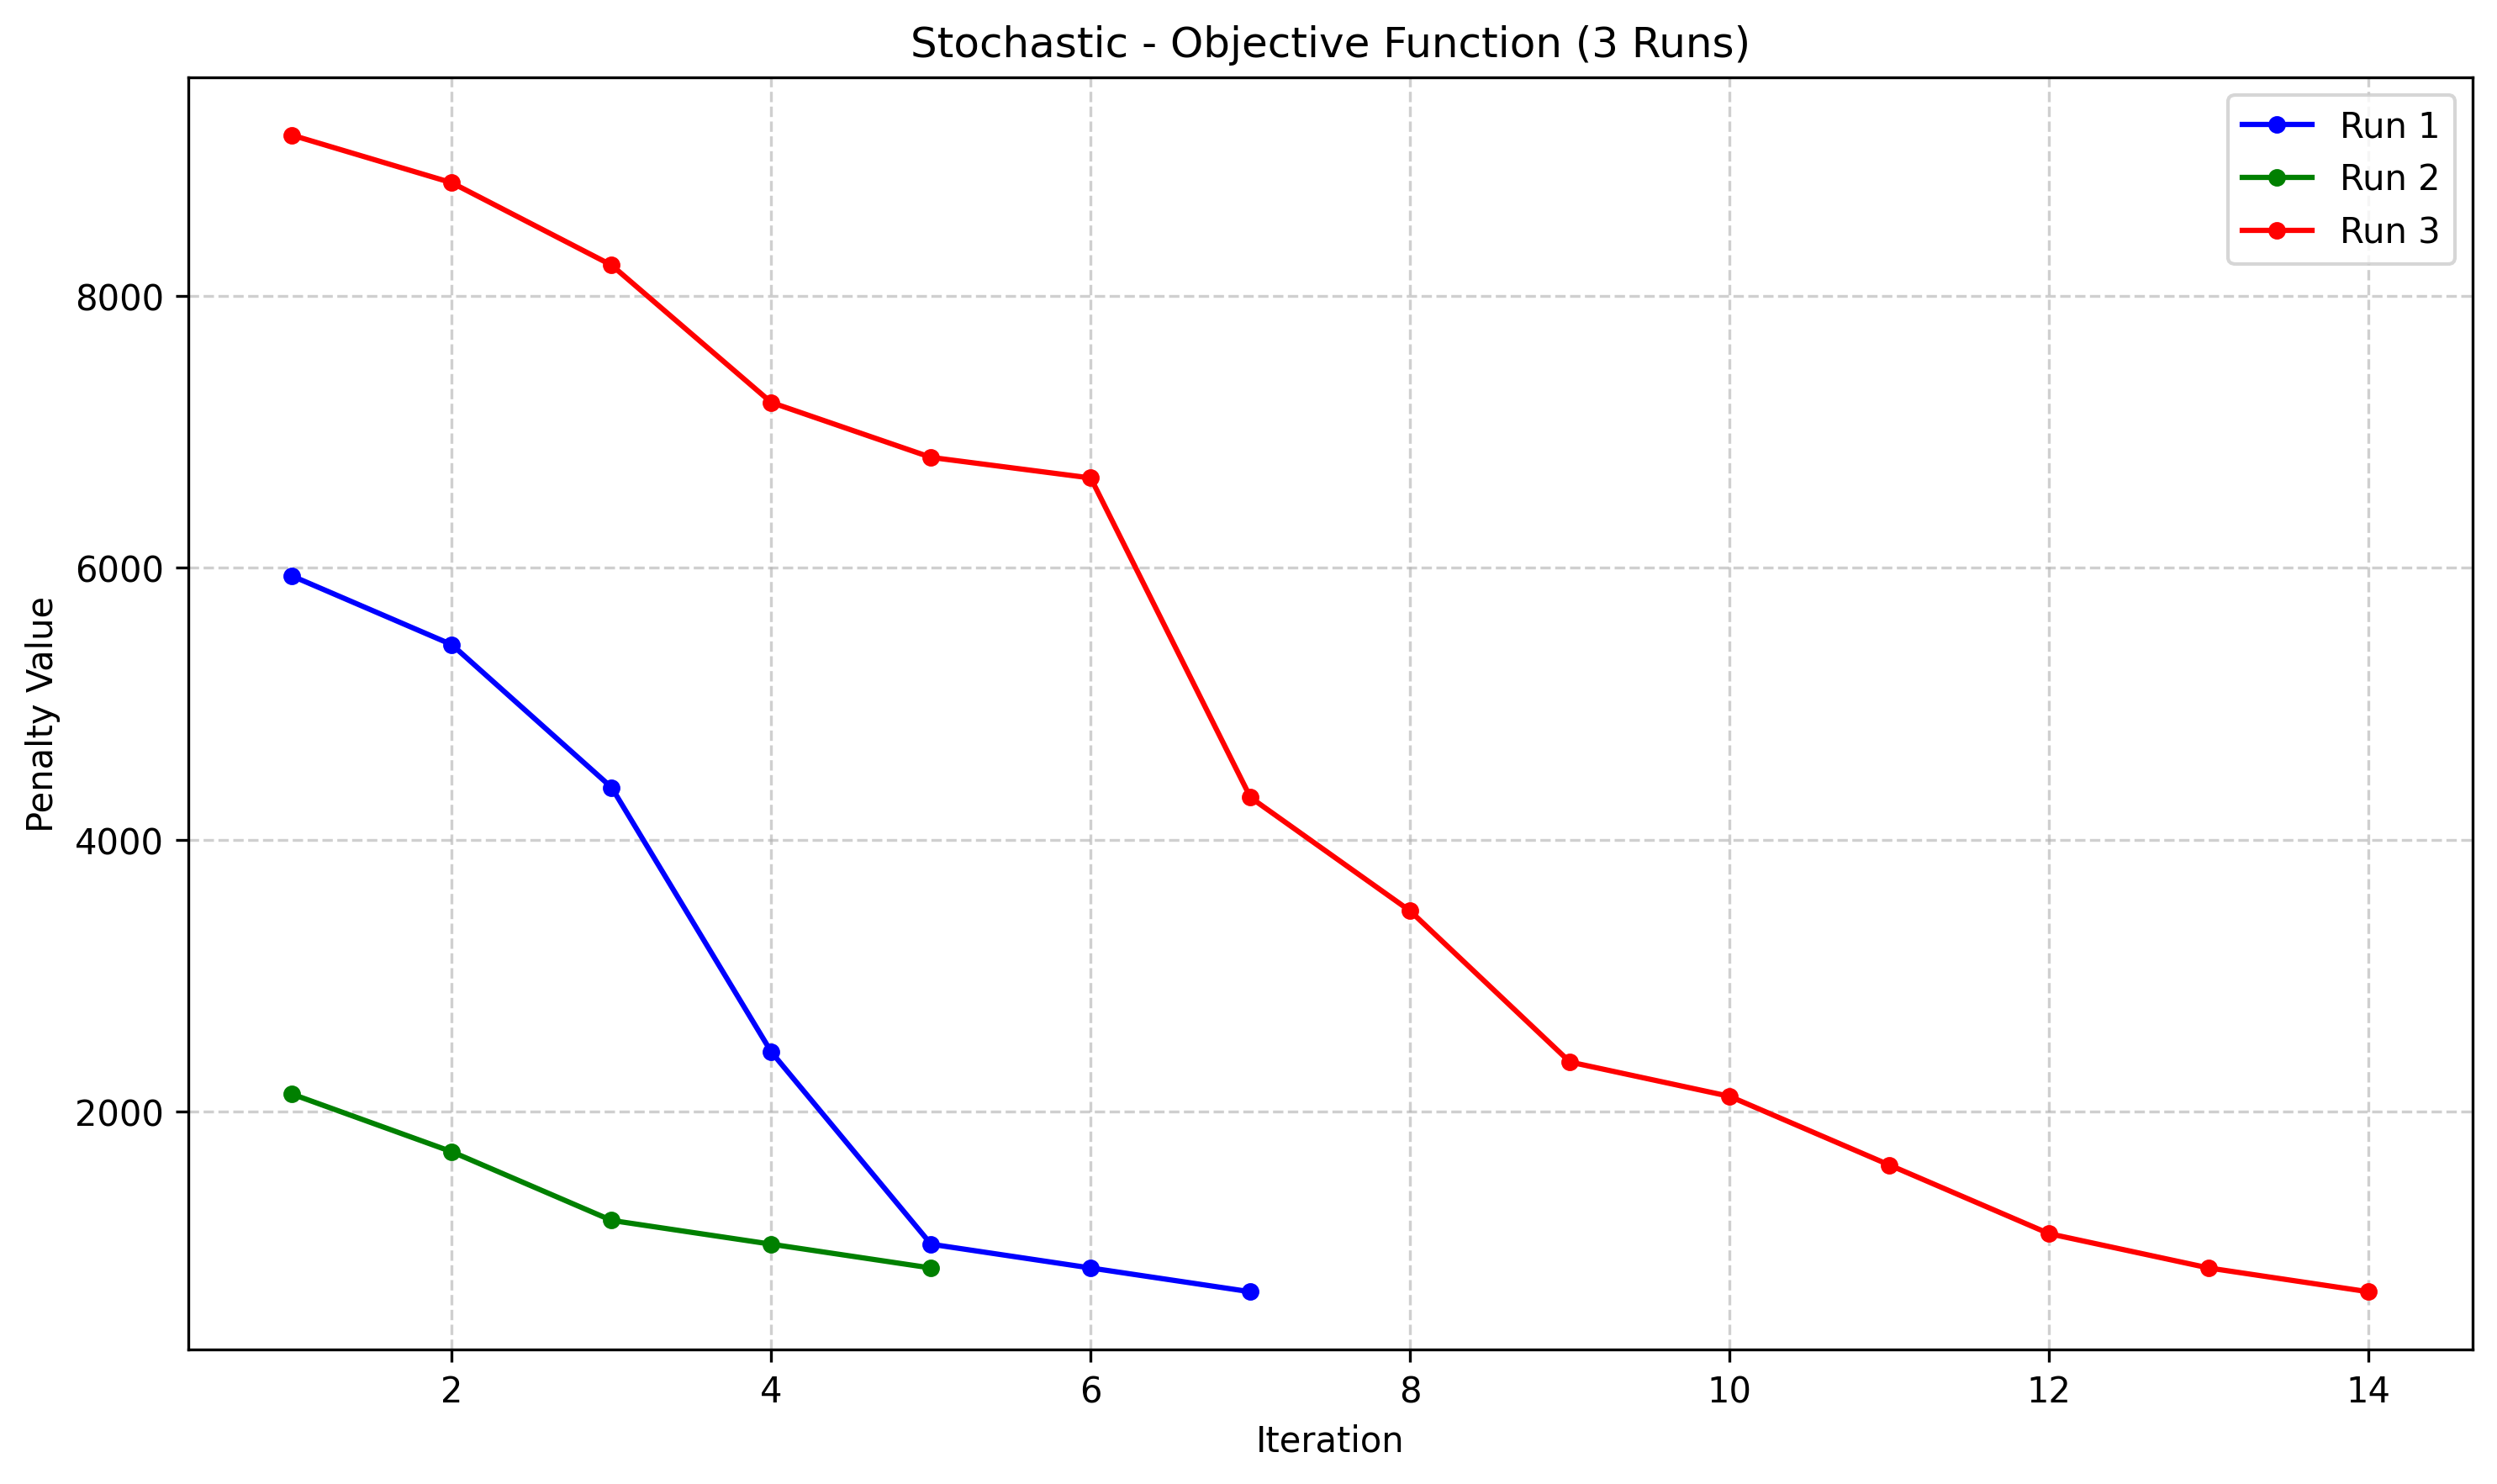 Stochastic - Objective Function (3 Runs)
Run 1
Run 2
Run 3
8000
6000
4000
2000
Penalty Value
2 4 6 8 10 12 14
Iteration